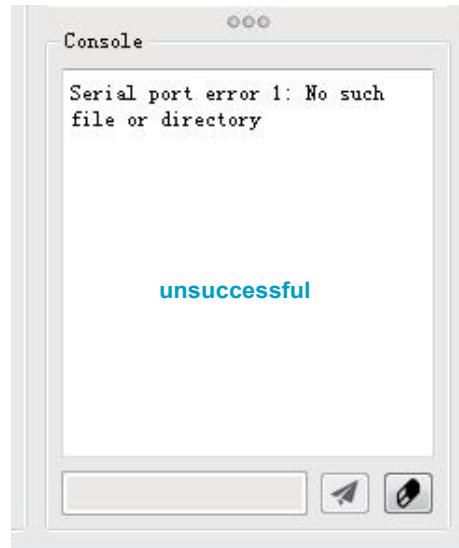 Console
Serial port error 1: No such
file or directory
unsuccessful